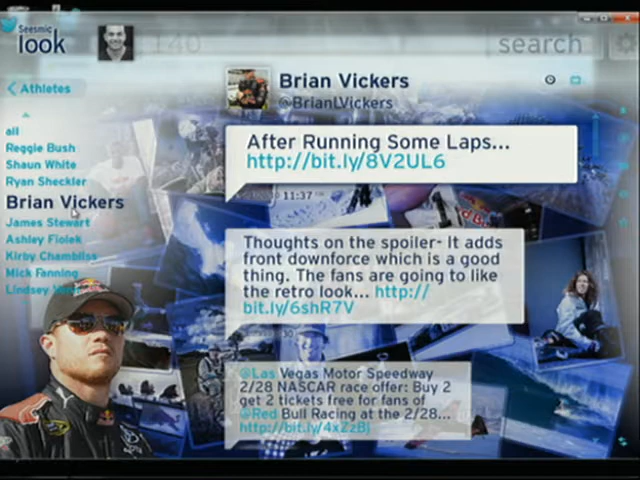 Seesmic
look
140
search
Athletes
all
Reggie Bush
Shaun White
Ryan Sheckler
Brian Vickers
James Stewart
Ashley Fiolek
Kirby Chambliss
Mick Fanning
Lindsey
Brian Vickers
@BrianLVickers
After Running Some Laps...
http://bit.ly/8V2UL6
11:37
Thoughts on the spoiler- it adds
front downforce which is a good
thing. The fans are going to like
the retro look... http://
bit.ly/6shR7V
30
@Las Vegas Motor Speedway
2/28 NASCAR race offer: Buy 2
get 2 tickets free for fans of
@Red Bull Racing at the 2/28...
http://bit.ly/4xZzBj